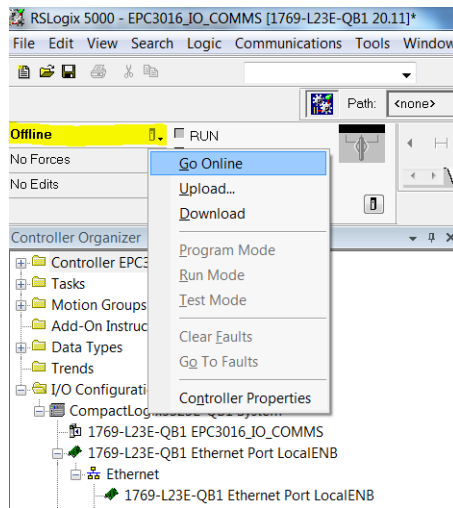 RSLogix 5000 - EPC3016_IO_COMMS [1769-L23E-QB1 20.11]*
File Edit View Search Logic Communications Tools Window
Path: <none>
Offline RUN
No Forces
No Edits
Go Online
Upload...
Download
Program Mode
Run Mode
Test Mode
Clear Faults
Go To Faults
Controller Properties
Controller Organizer
Controller EPC3
Tasks
Motion Groups
Add-On Instruc
Data Types
Trends
I/O Configurati
1769-L23E-QB1 EPC3016_IO_COMMS
1769-L23E-QB1 Ethernet Port LocalENB
Ethernet
1769-L23E-QB1 Ethernet Port LocalENB